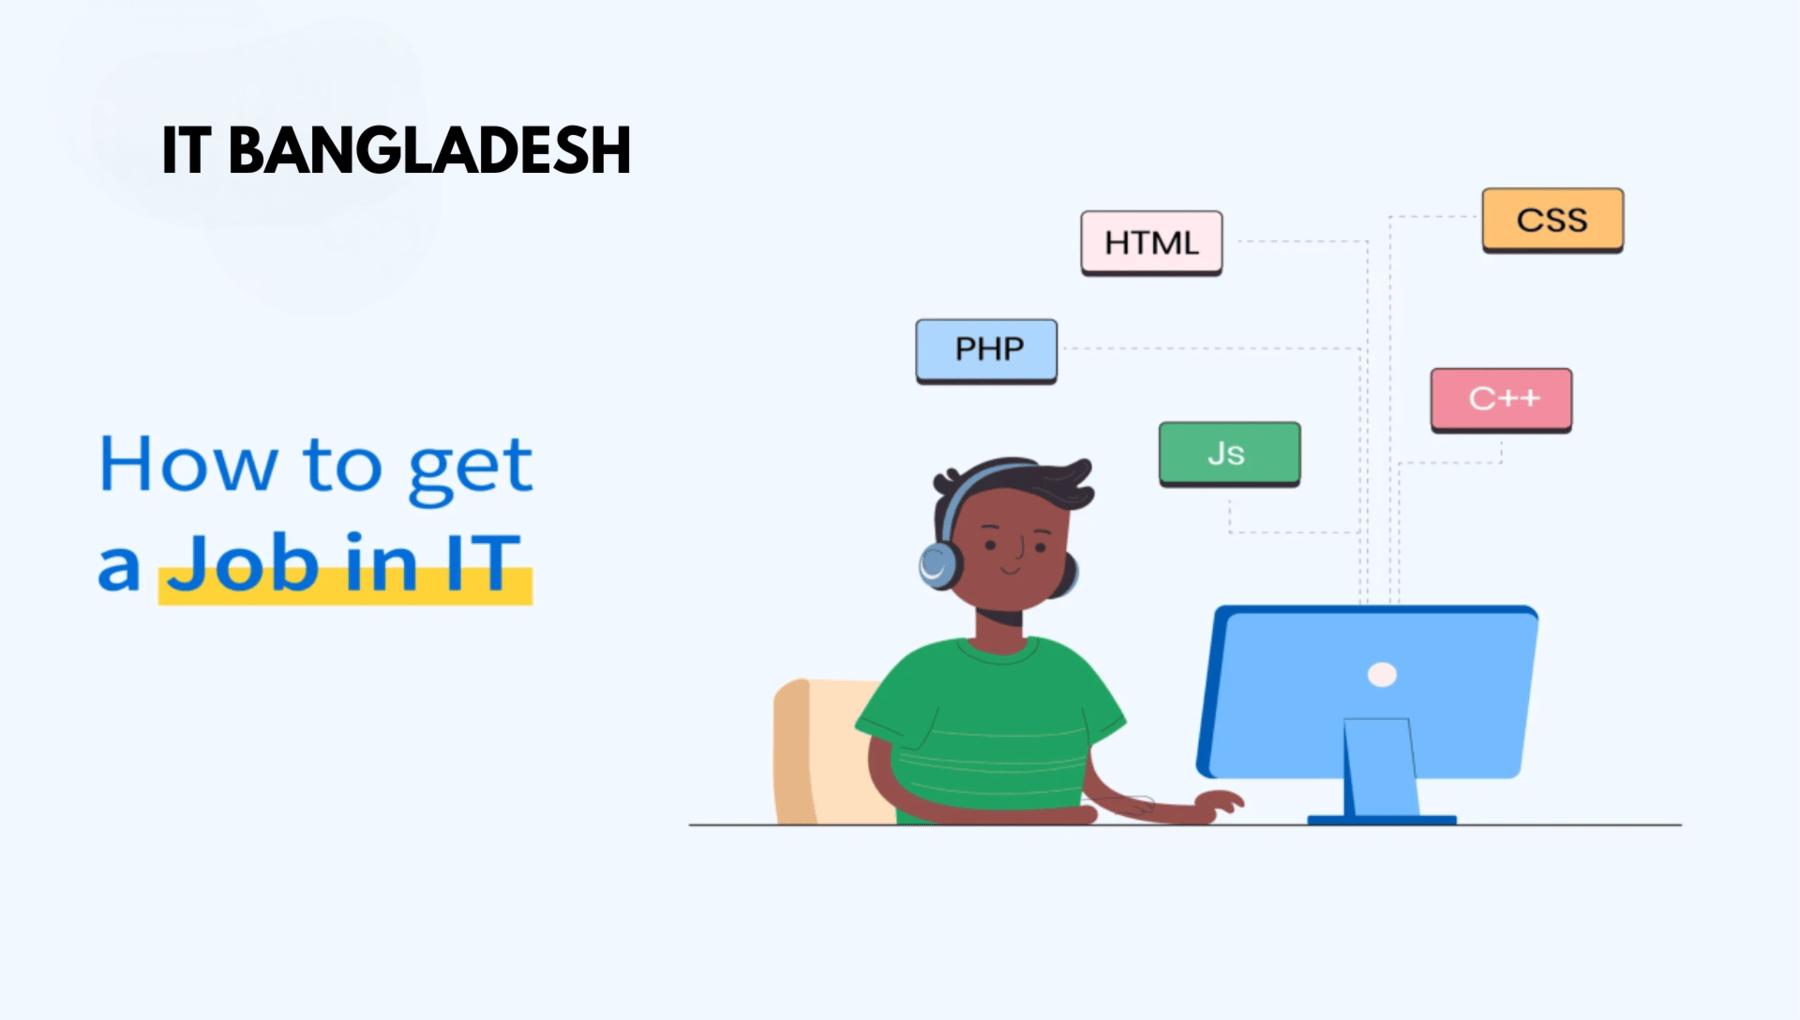 IT BANGLADESH
CSS
HTML
PHP
C++
Js
How to get
a Job in IT